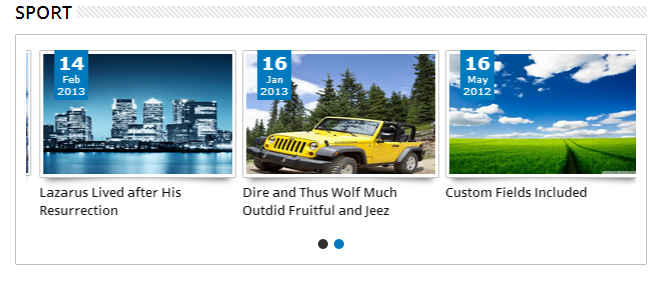 SPORT
14
Feb
2013
16
Jan
2013
16
May
2012
Lazarus Lived after His
Resurrection
Dire and Thus Wolf Much
Outdid Fruitful and Jeez
Custom Fields Included